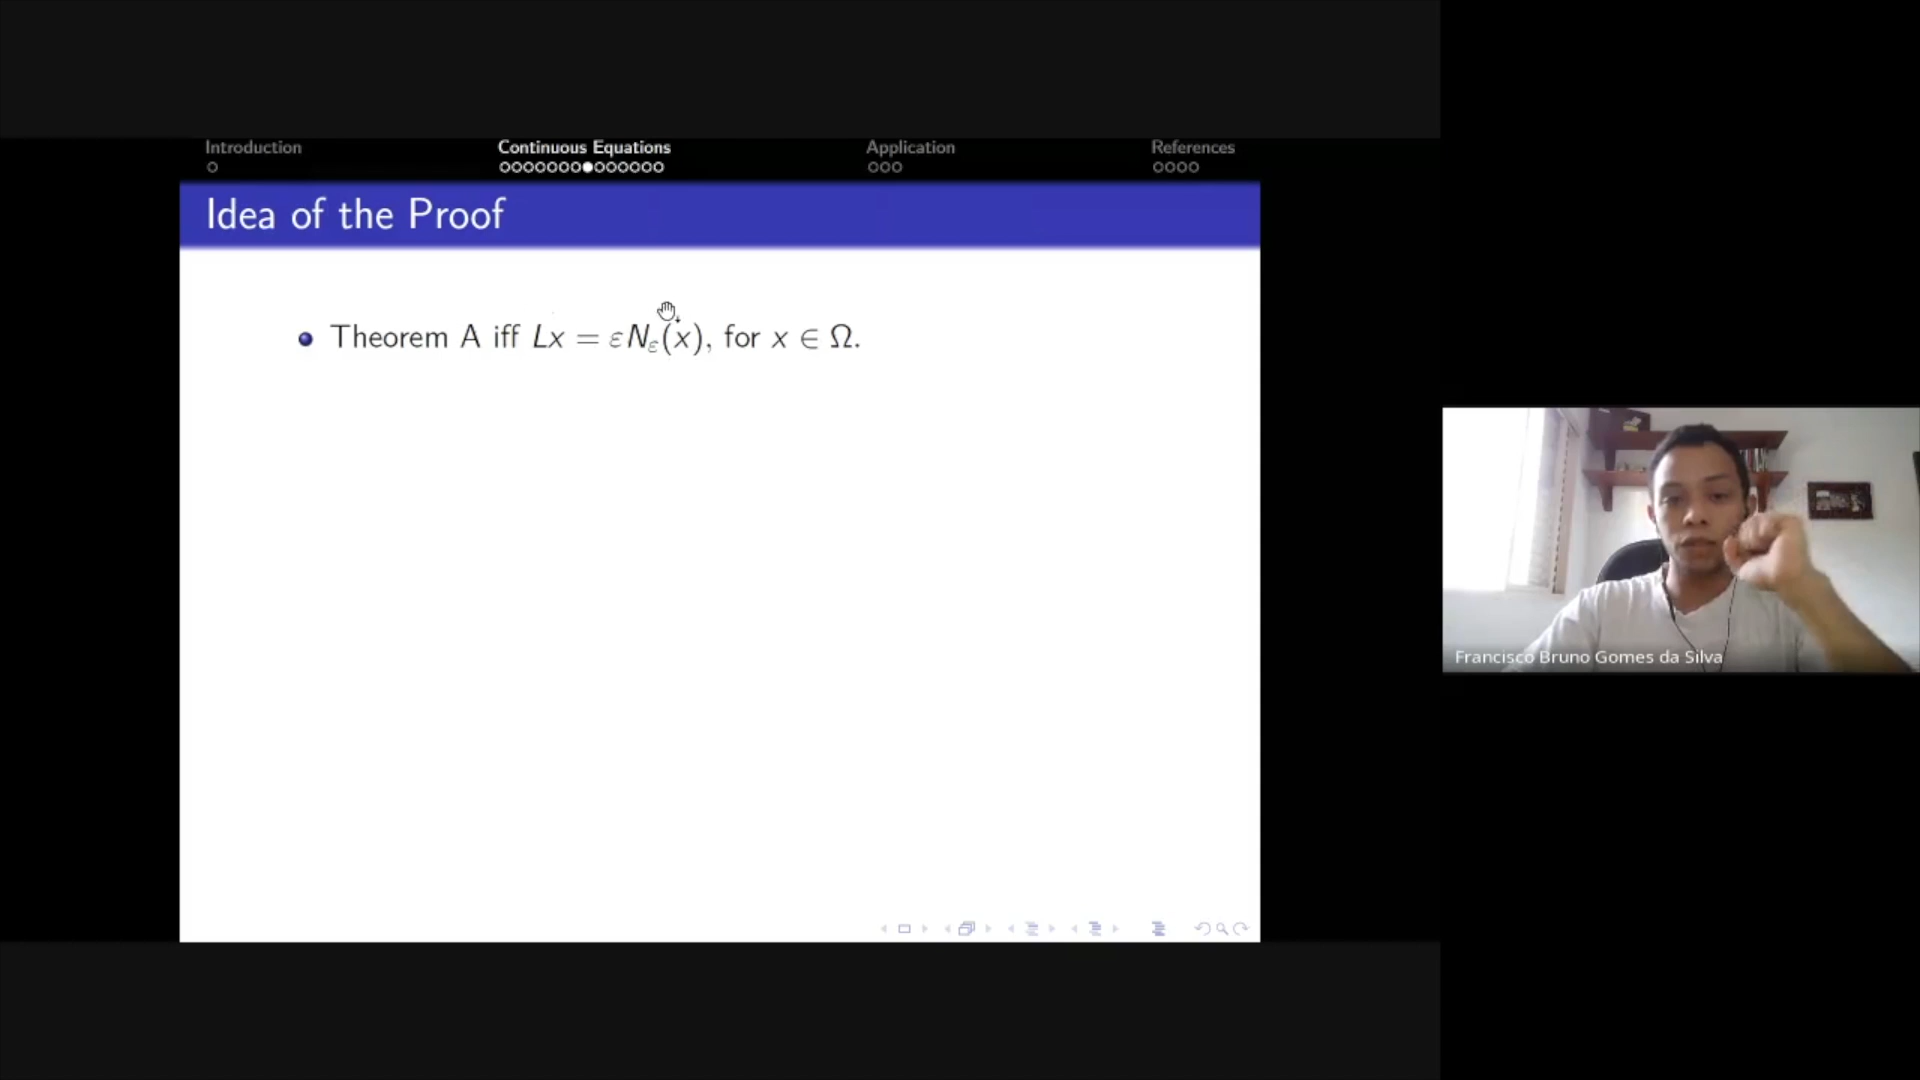 Introduction
Continuous Equations
Application
References
Idea of the Proof
Theorem A iff Lx = εN_ε(x), for x ∈ Ω.
Francisco Bruno Gomes da Silva